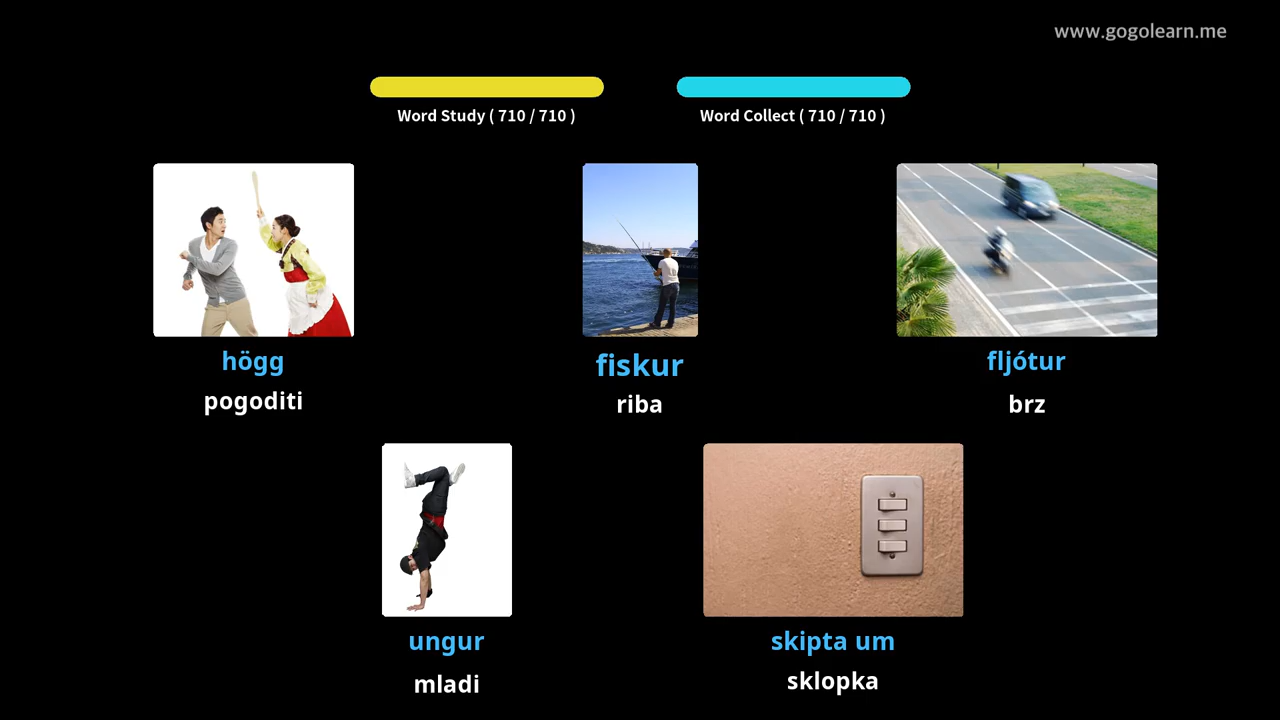 www.gogolearn.me
Word Study ( 710 / 710 )
Word Collect ( 710 / 710 )
högg
pogoditi
fiskur
riba
fljótur
brz
ungur
mladi
skipta um
sklopka